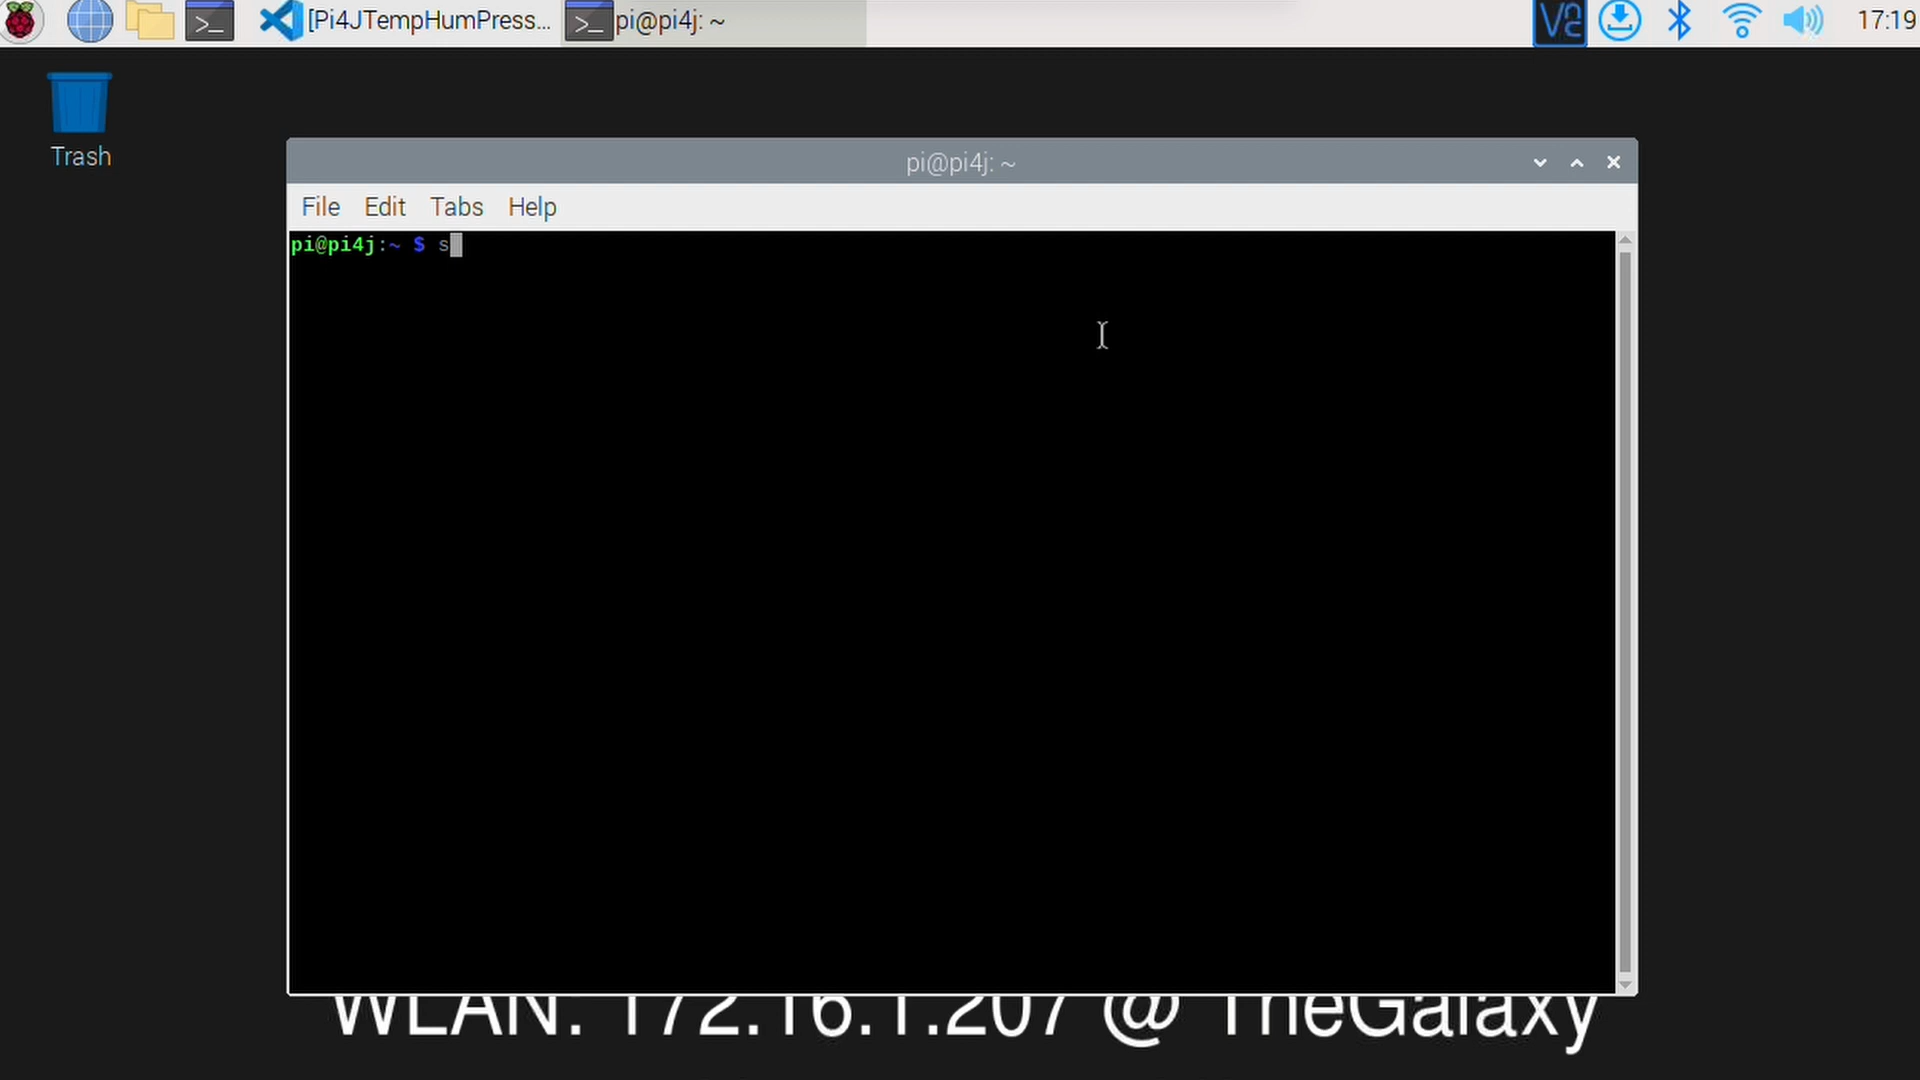 [Pi4JTempHumPress... pi@pi4j: ~ 17:19
Trash
pi@pi4j: ~
File Edit Tabs Help
pi@pi4j:~ $ s
WLAN: 172.16.1.207 @ TheGalaxy